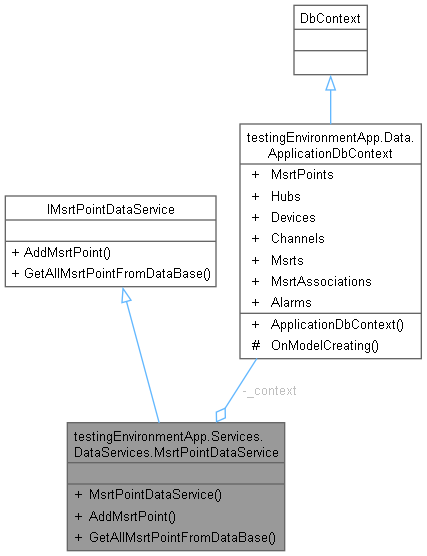 DbContext
testingEnvironmentApp.Data.
ApplicationDbContext
+ MsrtPoints
+ Hubs
+ Devices
+ Channels
+ Msrts
+ MsrtAssociations
+ Alarms
+ ApplicationDbContext()
# OnModelCreating()
IMsrtPointDataService
+ AddMsrtPoint()
+ GetAllMsrtPointFromDataBase()
-_context
testingEnvironmentApp.Services.
DataServices.MsrtPointDataService
+ MsrtPointDataService()
+ AddMsrtPoint()
+ GetAllMsrtPointFromDataBase()